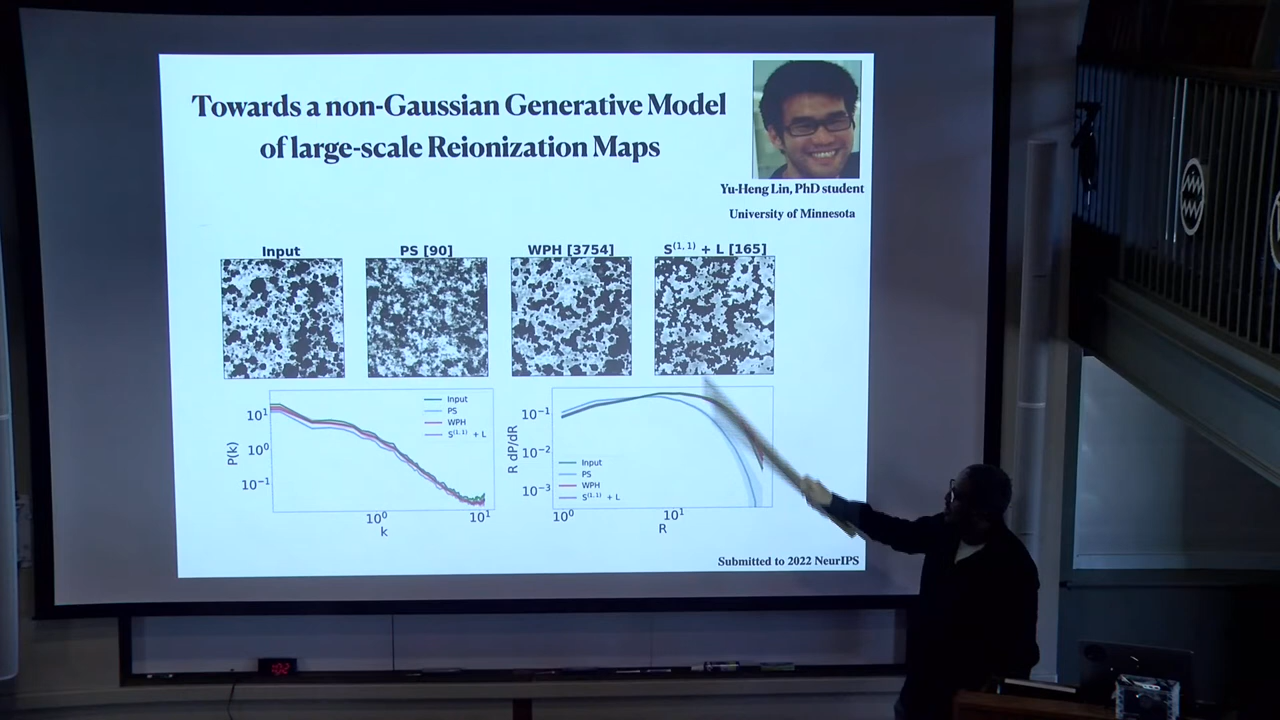 Towards a non-Gaussian Generative Model
of large-scale Reionization Maps
Yu-Heng Lin, PhD student
University of Minnesota
Input
PS [90]
WPH [3754]
S(1,1) + L [165]
P(k)
10¹
10⁰
10⁻¹
Input
PS
WPH
S(1,1) + L
10⁰
10¹
k
R dP/dR
10⁻¹
10⁻²
10⁻³
Input
PS
WPH
S(1,1) + L
10⁰
10¹
R
Submitted to 2022 NeurIPS